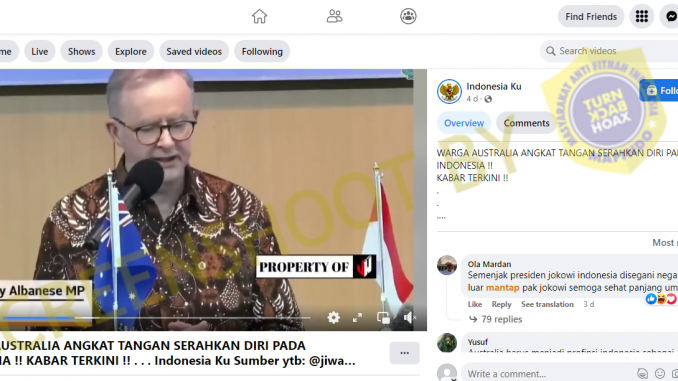 Find Friends
me
Live
Shows
Explore
Saved videos
Following
Search videos
Indonesia Ku
4 d ·
Follo
Overview
Comments
MASYARAKAT ANTI FITNAH INDONESIA
TURN
BACK
HOAX
MAFINDO
WARGA AUSTRALIA ANGKAT TANGAN SERAHKAN DIRI PAD
INDONESIA !!
KABAR TERKINI !!
.
.
....
Most r
Ola Mardan
Semenjak presiden jokowi indonesia disegani nega
luar mantap pak jokowi semoga sehat panjang um
Like Reply See translation 3 d
79 replies
Yusuf
Australia harus menjadi profinsi indonesia sebagai
Write a comment...
SCREENSHOOT BY
PROPERTY OF
y Albanese MP
USTRALIA ANGKAT TANGAN SERAHKAN DIRI PADA
IA !! KABAR TERKINI !! . . . Indonesia Ku Sumber ytb: @jiwa...